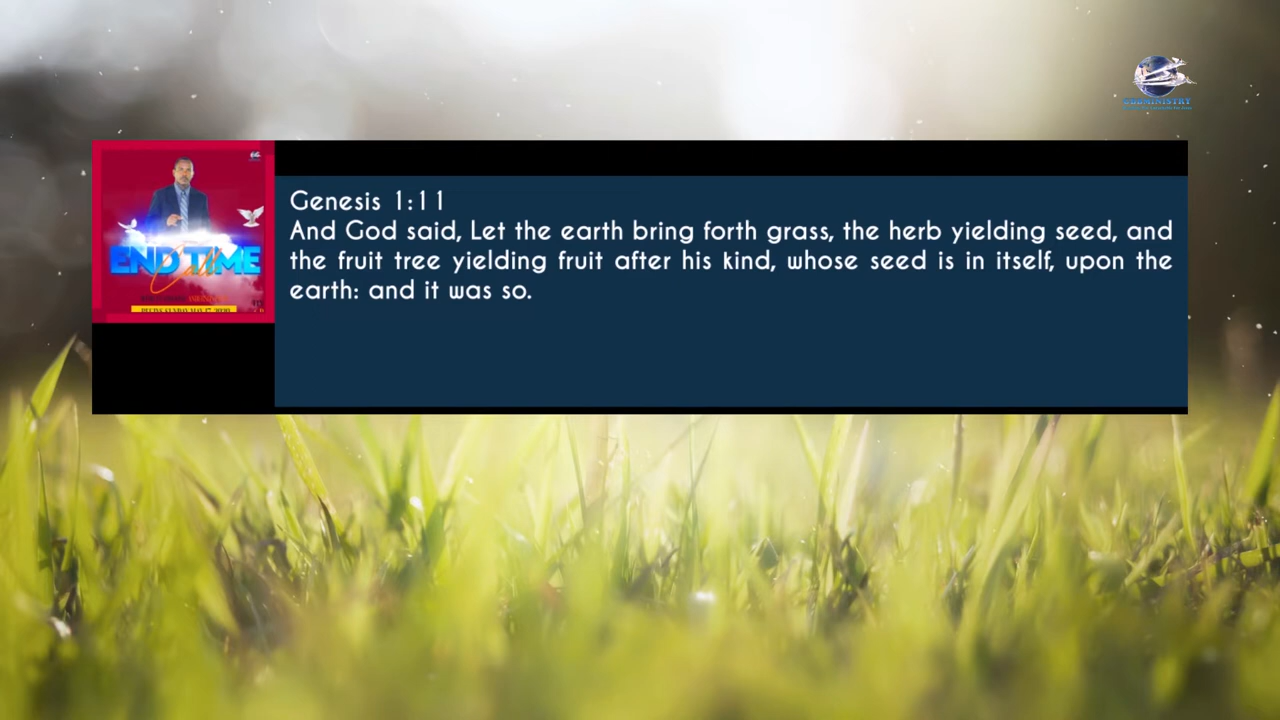 END TIME
Call
Genesis 1:11
And God said, Let the earth bring forth grass, the herb yielding seed, and
the fruit tree yielding fruit after his kind, whose seed is in itself, upon the
earth: and it was so.